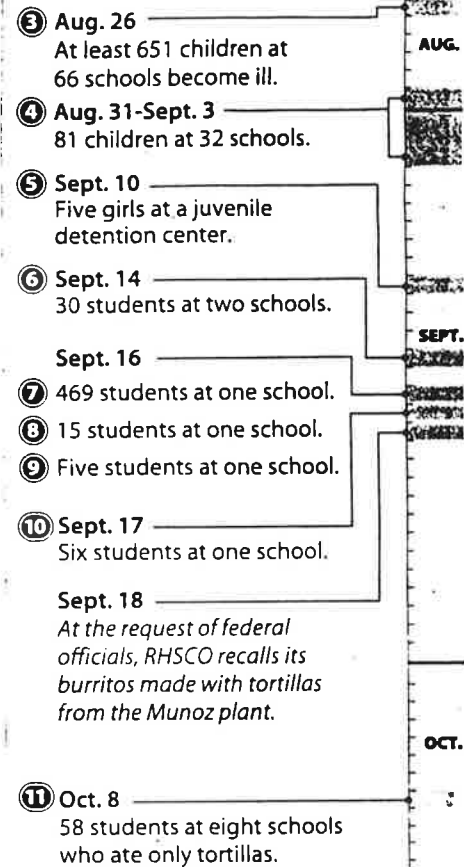 3 Aug. 26
At least 651 children at
66 schools become ill.
AUG.
4 Aug. 31-Sept. 3
81 children at 32 schools.
5 Sept. 10
Five girls at a juvenile
detention center.
6 Sept. 14
30 students at two schools.
SEPT.
Sept. 16
7 469 students at one school.
8 15 students at one school.
9 Five students at one school.
10 Sept. 17
Six students at one school.
Sept. 18
At the request of federal
officials, RHSCO recalls its
burritos made with tortillas
from the Munoz plant.
OCT.
11 Oct. 8
58 students at eight schools
who ate only tortillas.